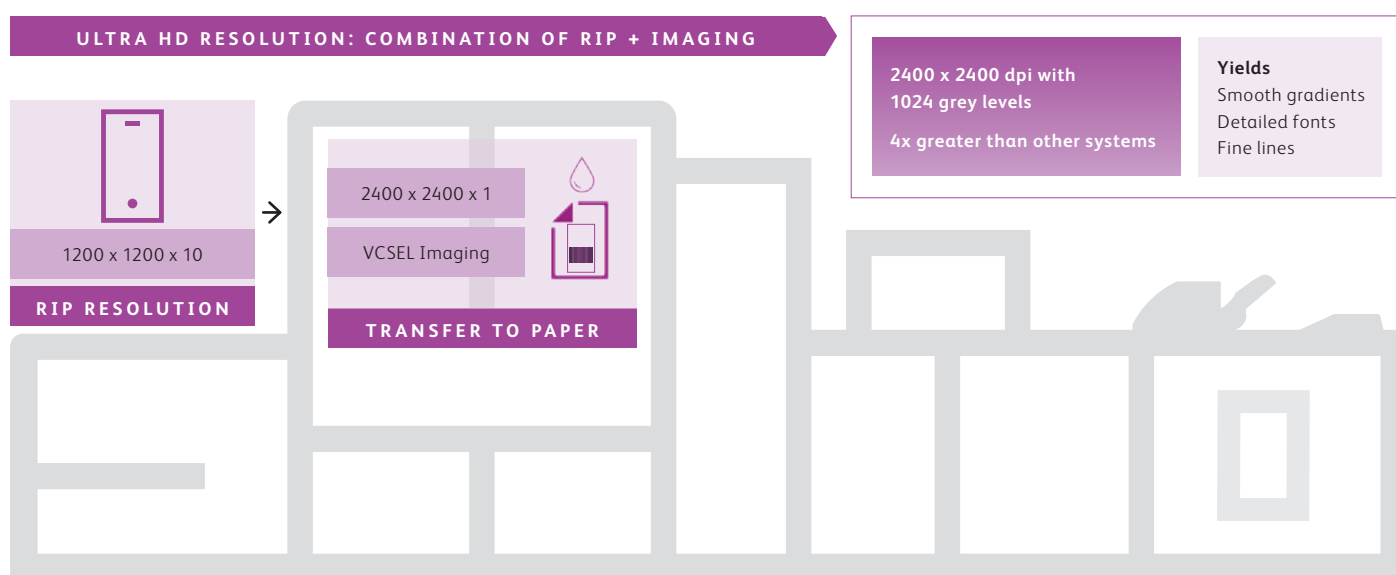 ULTRA HD RESOLUTION: COMBINATION OF RIP + IMAGING
2400 x 2400 dpi with
1024 grey levels
4x greater than other systems
Yields
Smooth gradients
Detailed fonts
Fine lines
1200 x 1200 x 10
RIP RESOLUTION
2400 x 2400 x 1
VCSEL Imaging
TRANSFER TO PAPER